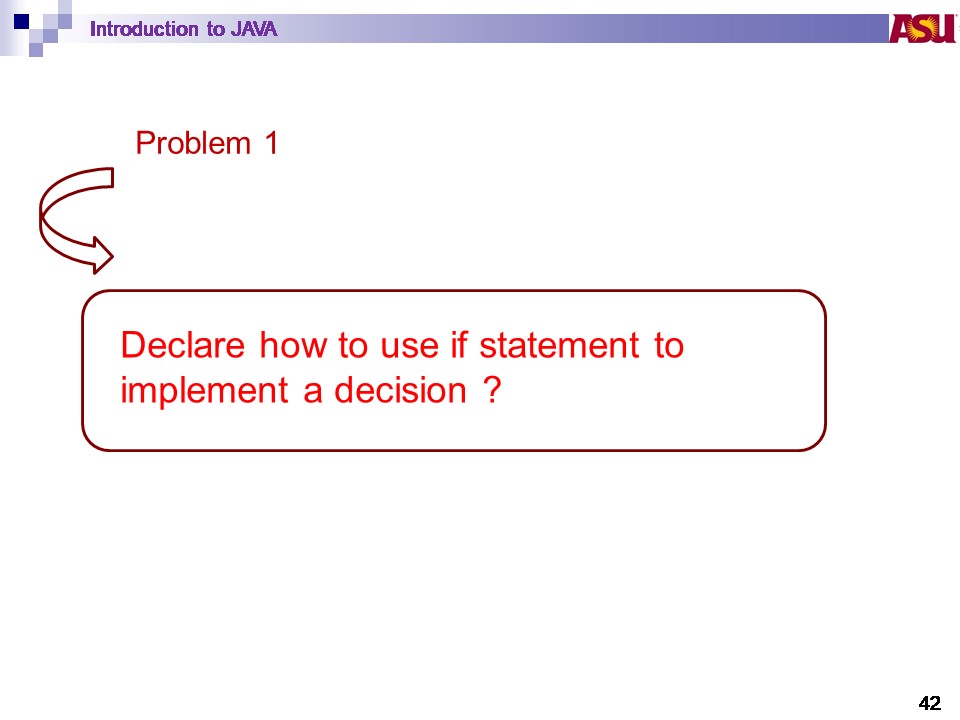 Introduction to JAVA
ASU
Problem 1
Declare how to use if statement to
implement a decision ?
42